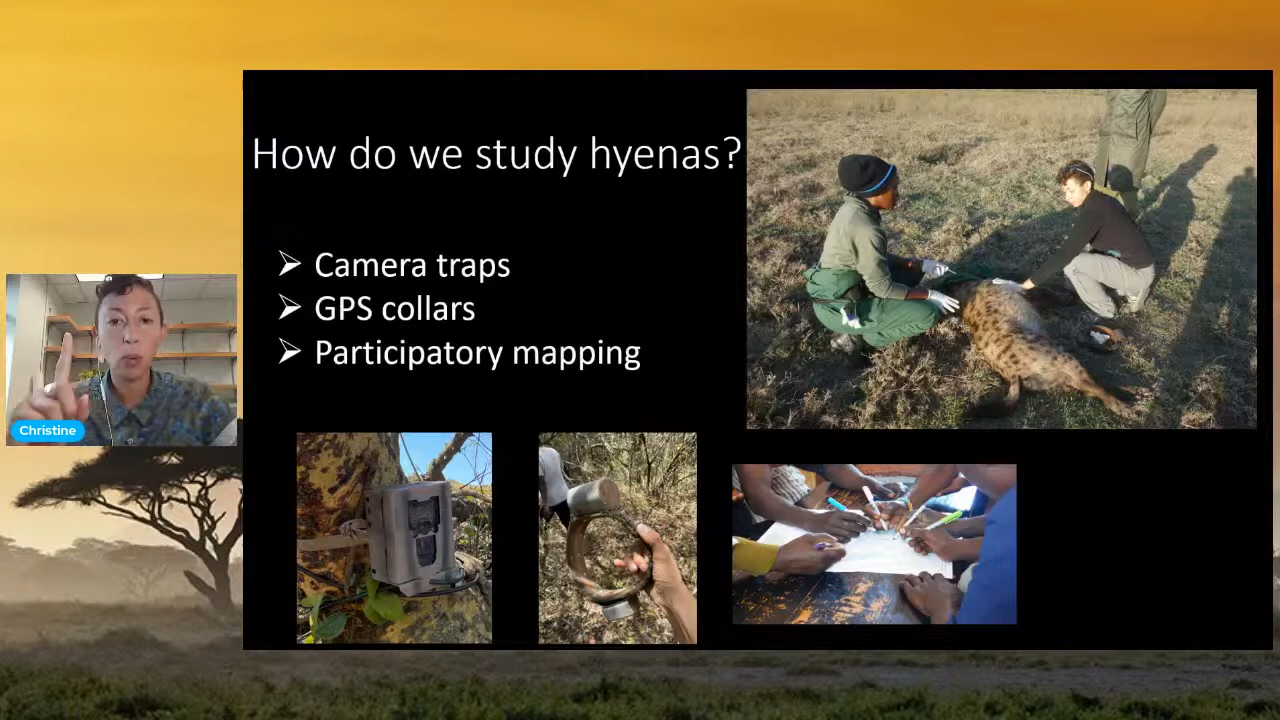 How do we study hyenas?
Camera traps
GPS collars
Participatory mapping
Christine